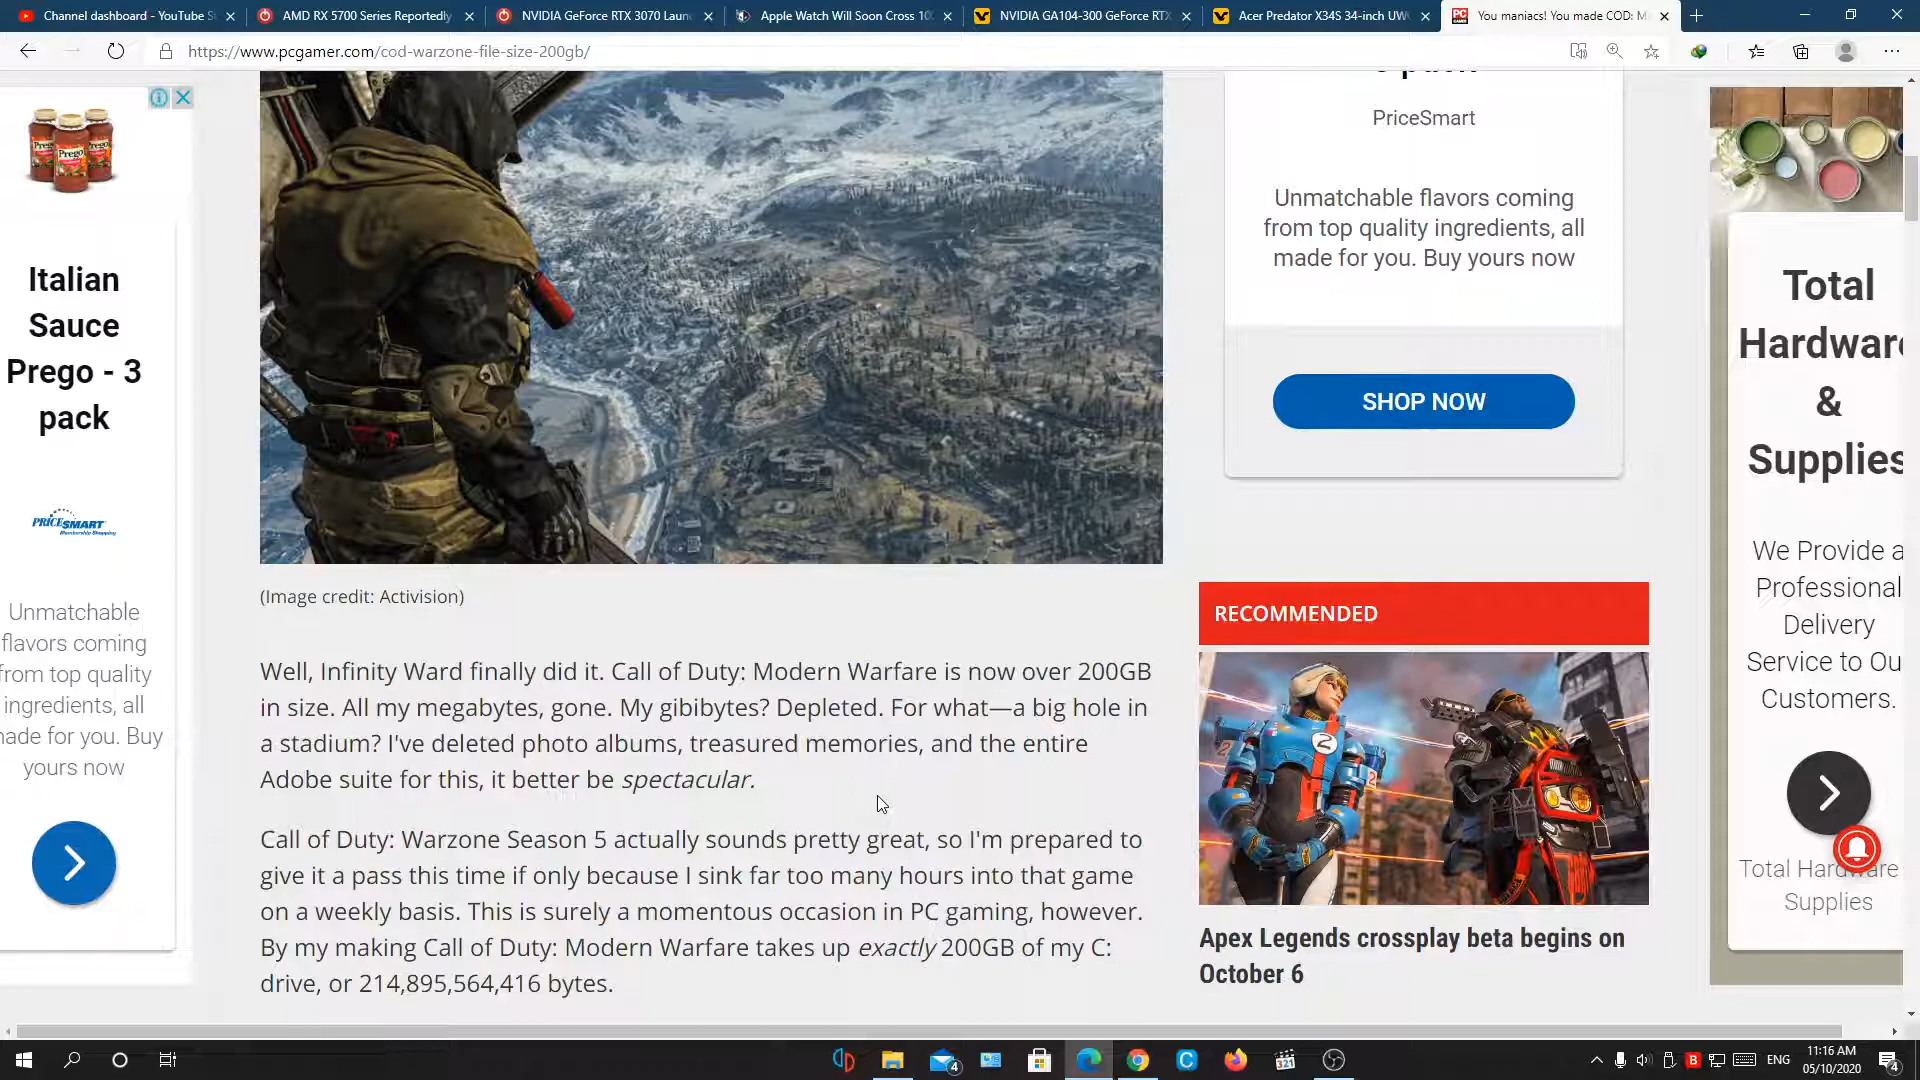 Channel dashboard - YouTube S
AMD RX 5700 Series Reportedly
NVIDIA GeForce RTX 3070 Laun
Apple Watch Will Soon Cross 10
NVIDIA GA104-300 GeForce RTX
Acer Predator X34S 34-inch UW
You maniacs! You made COD: M
https://www.pcgamer.com/cod-warzone-file-size-200gb/
PriceSmart
Unmatchable flavors coming
from top quality ingredients, all
made for you. Buy yours now
SHOP NOW
Prego
Italian
Sauce
Prego - 3
pack
PRICESMART
Membership Shopping
Unmatchable
flavors coming
from top quality
ingredients, all
made for you. Buy
yours now
(Image credit: Activision)
Well, Infinity Ward finally did it. Call of Duty: Modern Warfare is now over 200GB
in size. All my megabytes, gone. My gibibytes? Depleted. For what—a big hole in
a stadium? I've deleted photo albums, treasured memories, and the entire
Adobe suite for this, it better be spectacular.
Call of Duty: Warzone Season 5 actually sounds pretty great, so I'm prepared to
give it a pass this time if only because I sink far too many hours into that game
on a weekly basis. This is surely a momentous occasion in PC gaming, however.
By my making Call of Duty: Modern Warfare takes up exactly 200GB of my C:
drive, or 214,895,564,416 bytes.
RECOMMENDED
2
Apex Legends crossplay beta begins on
October 6
Total
Hardware
&
Supplies
We Provide a
Professional
Delivery
Service to Ou
Customers.
Total Hardware
Supplies
4
321
ENG
11:16 AM
05/10/2020
4